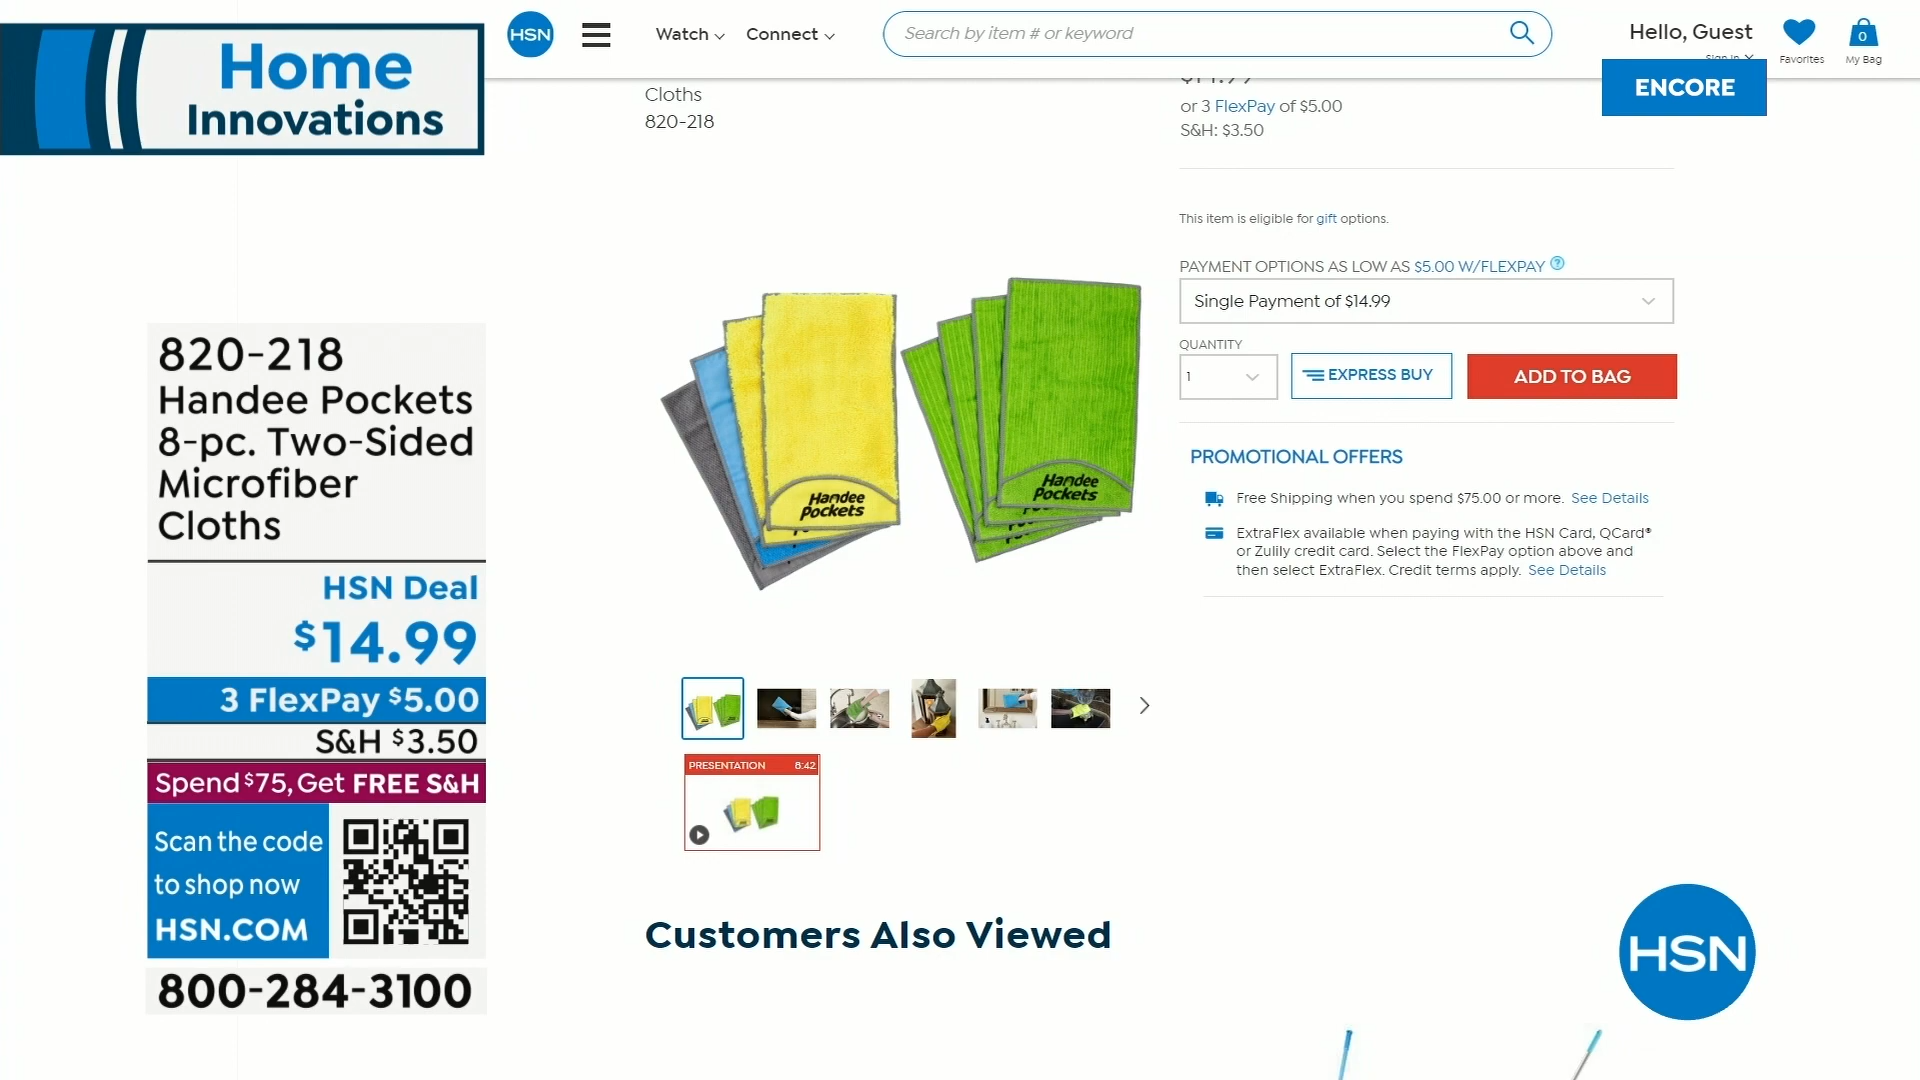 Home
Innovations
HSN
Watch
Connect
Search by item # or keyword
Hello, Guest
Favorites
0
My Bag
ENCORE
Cloths
820-218
or 3 FlexPay of $5.00
S&H: $3.50
This item is eligible for gift options.
PAYMENT OPTIONS AS LOW AS $5.00 W/FLEXPAY ?
Single Payment of $14.99
QUANTITY
1
EXPRESS BUY
ADD TO BAG
PROMOTIONAL OFFERS
Free Shipping when you spend $75.00 or more. See Details
ExtraFlex available when paying with the HSN Card, QCard®
or Zulily credit card. Select the FlexPay option above and
then select ExtraFlex. Credit terms apply. See Details
Handee
Pockets
Handee
Pockets
820-218
Handee Pockets
8-pc. Two-Sided
Microfiber
Cloths
HSN Deal
$14.99
3 FlexPay $5.00
S&H $3.50
Spend $75, Get FREE S&H
Scan the code
to shop now
HSN.COM
800-284-3100
PRESENTATION 6:42
Customers Also Viewed
HSN